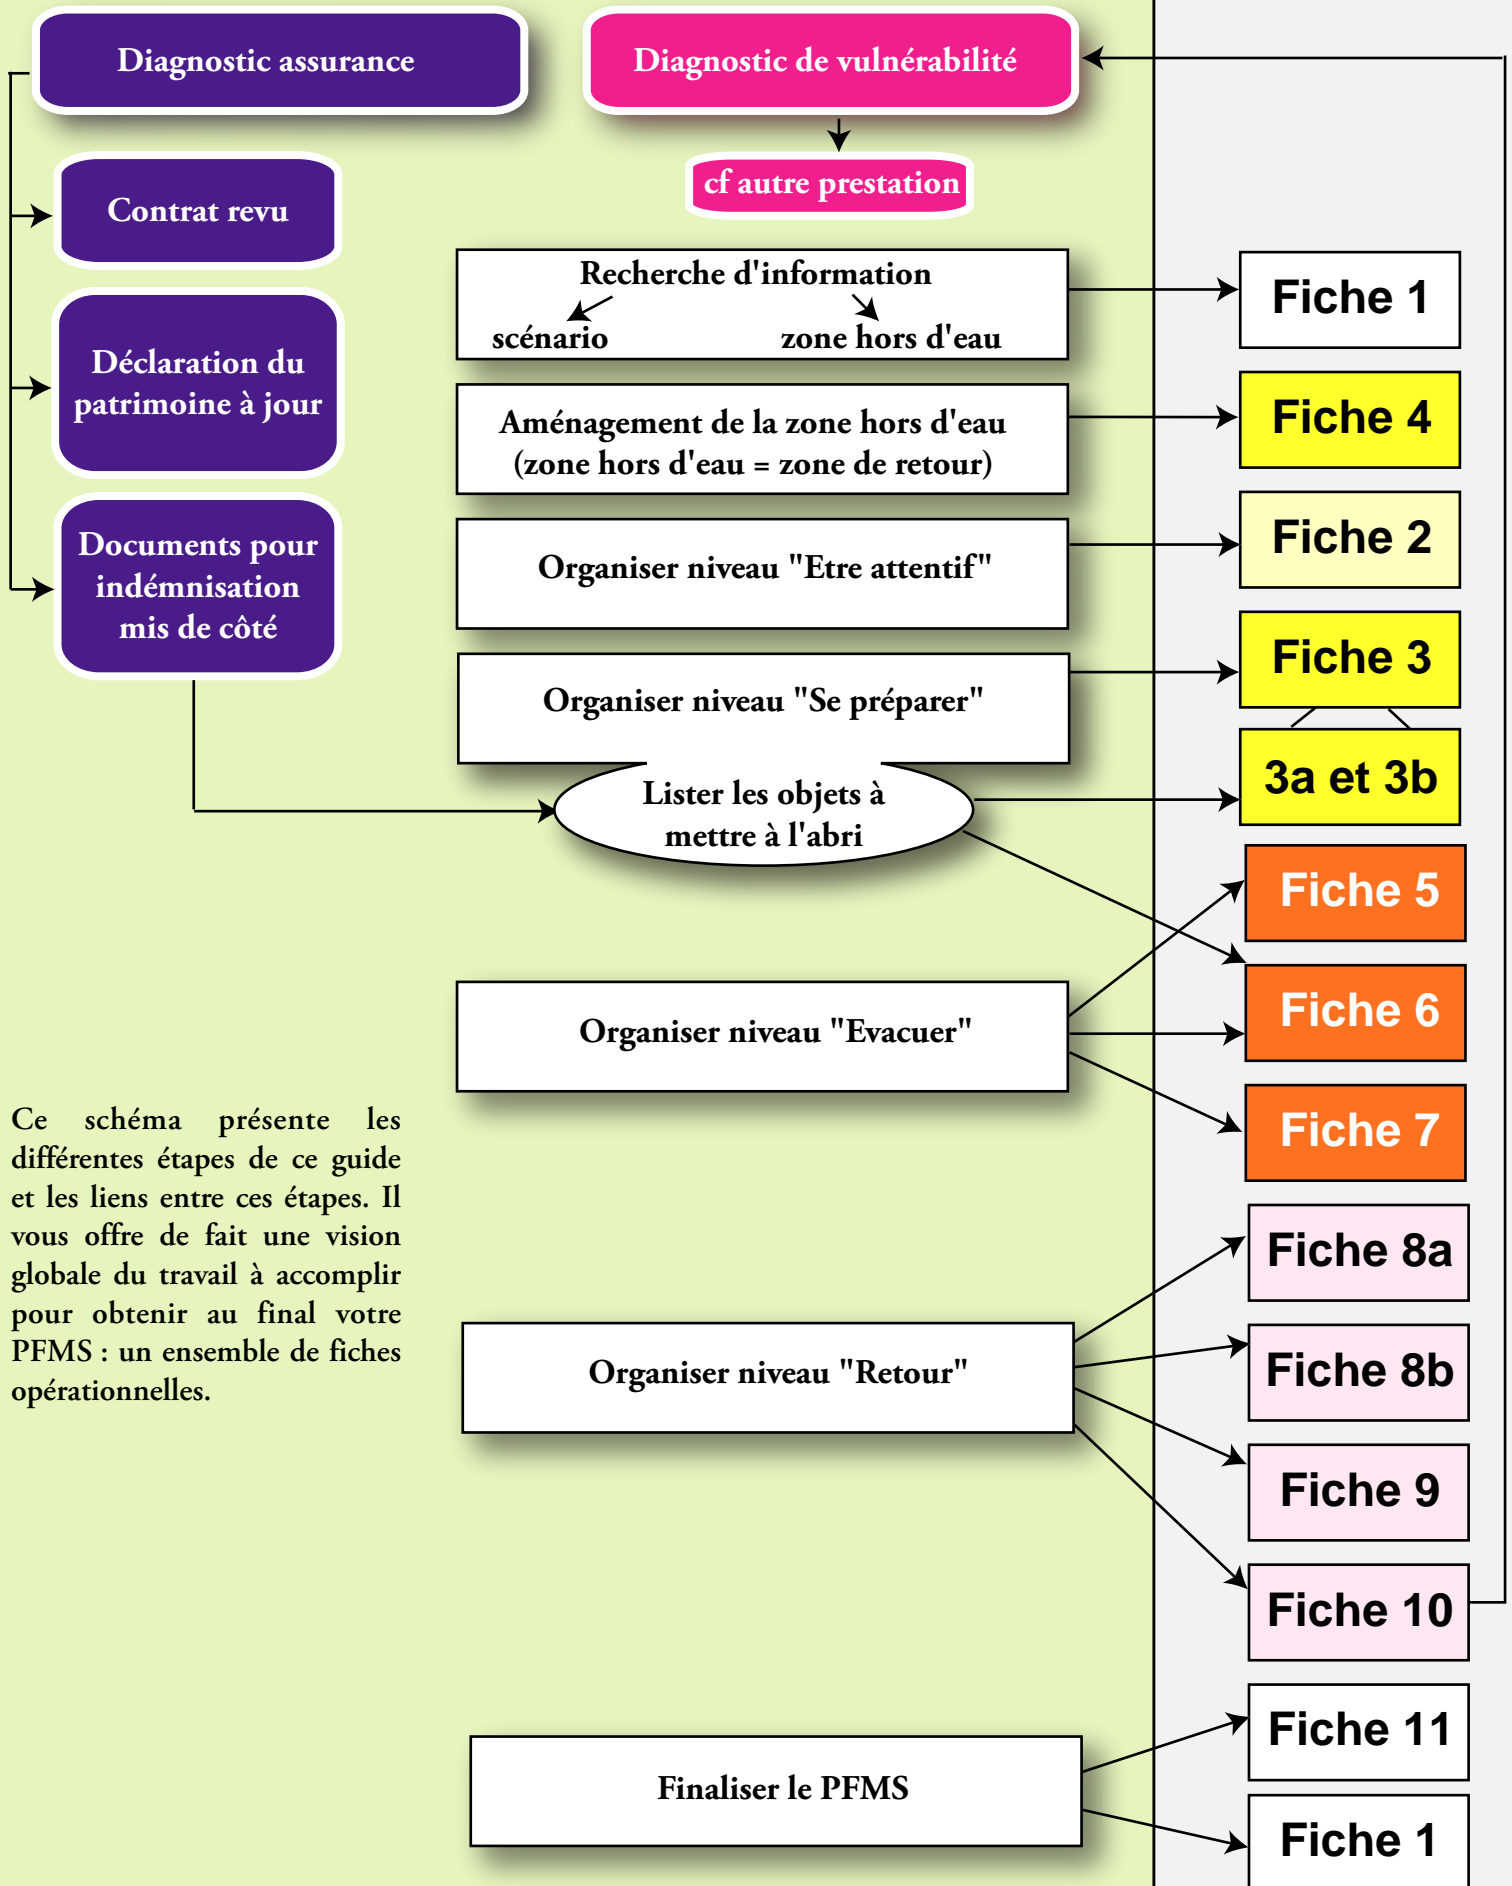 Diagnostic assurance
Diagnostic de vulnérabilité
cf autre prestation
Contrat revu
Déclaration du
patrimoine à jour
Documents pour
indémnisation
mis de côté
Recherche d'information
scénario
zone hors d'eau
Fiche 1
Aménagement de la zone hors d'eau
(zone hors d'eau = zone de retour)
Fiche 4
Organiser niveau "Etre attentif"
Fiche 2
Organiser niveau "Se préparer"
Fiche 3
Lister les objets à
mettre à l'abri
3a et 3b
Fiche 5
Organiser niveau "Evacuer"
Fiche 6
Fiche 7
Ce schéma présente les
différentes étapes de ce guide
et les liens entre ces étapes. Il
vous offre de fait une vision
globale du travail à accomplir
pour obtenir au final votre
PFMS : un ensemble de fiches
opérationnelles.
Organiser niveau "Retour"
Fiche 8a
Fiche 8b
Fiche 9
Fiche 10
Finaliser le PFMS
Fiche 11
Fiche 1